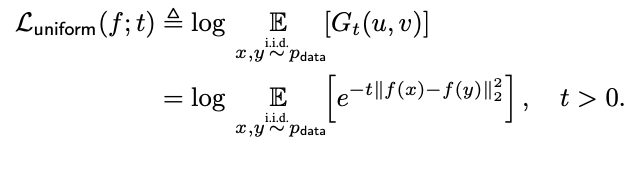 ℒ_uniform(f; t) ≜ log 𝔼_{x,y i.i.d.∼ p_data} [G_t(u, v)]
= log 𝔼_{x,y i.i.d.∼ p_data} [e^{−t‖f(x)−f(y)‖₂²}], t > 0.